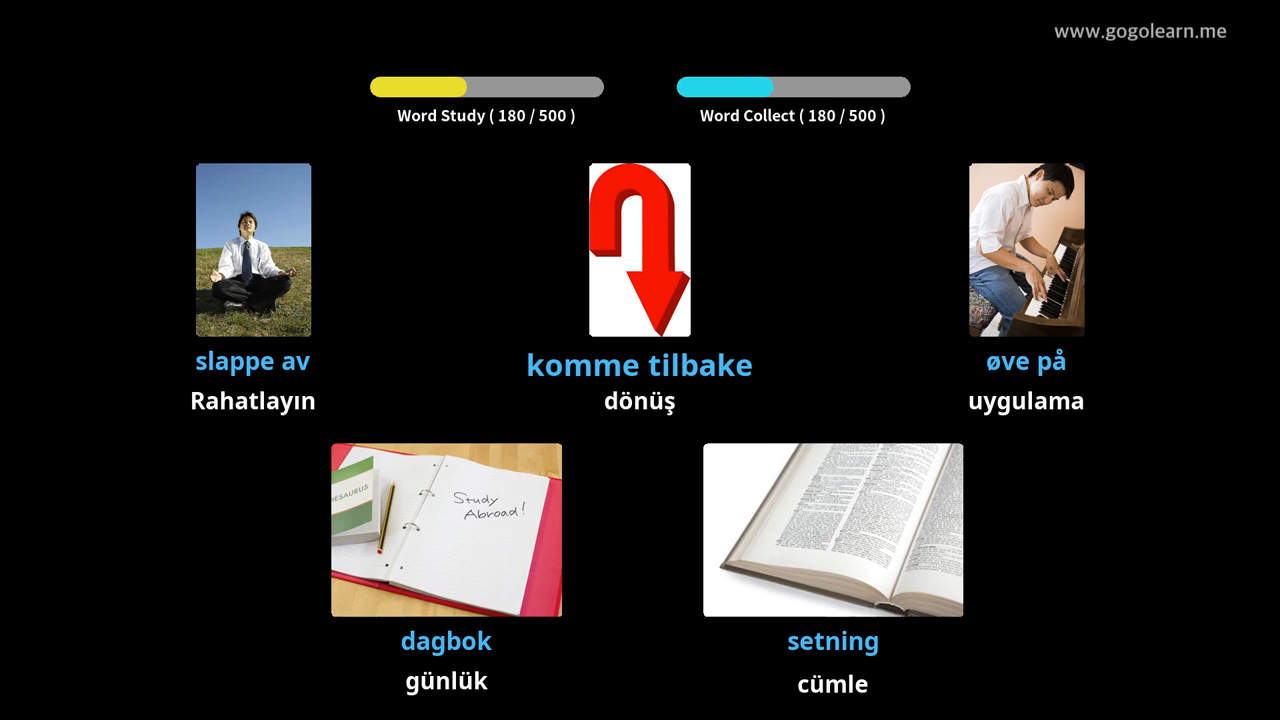 www.gogolearn.me
Word Study ( 180 / 500 )
Word Collect ( 180 / 500 )
slappe av
Rahatlayın
komme tilbake
dönüş
øve på
uygulama
HESAURUS
Study
Abroad!
dagbok
günlük
setning
cümle